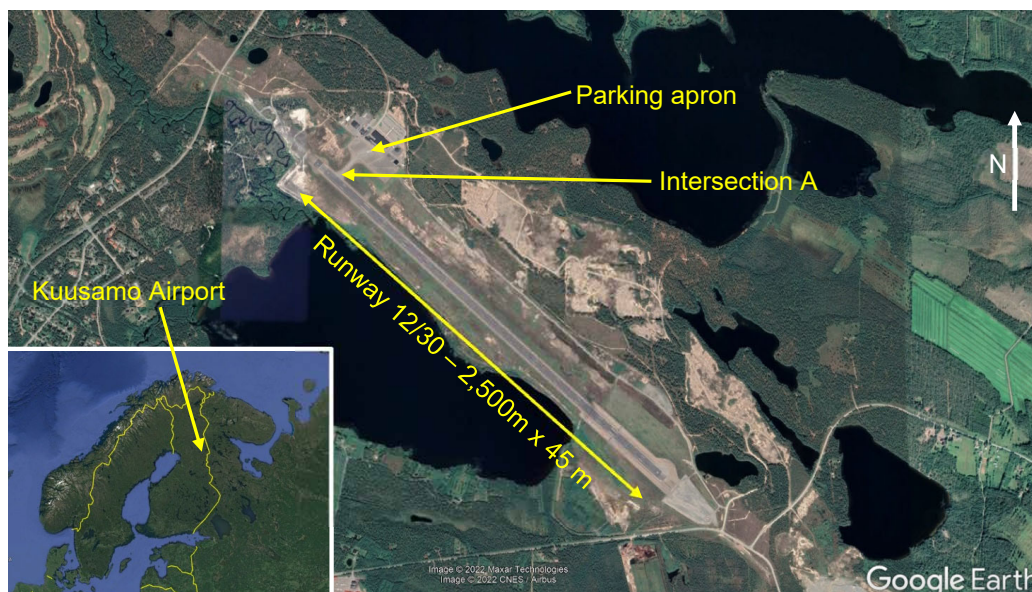 Parking apron
Intersection A
N
Runway 12/30 – 2,500m x 45 m
Kuusamo Airport
Image © 2022 Maxar Technologies
Image © 2022 CNES / Airbus
Google Earth